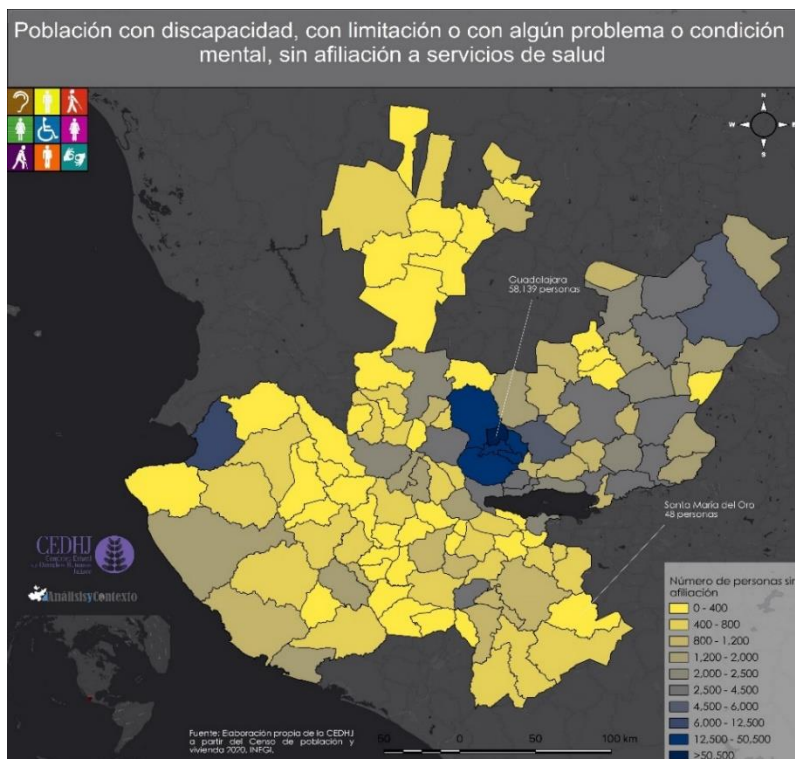 Población con discapacidad, con limitación o con algún problema o condición
mental, sin afiliación a servicios de salud
N
W
E
S
Guadalajara
58,139 personas
Santa María del Oro
48 personas
CEDHJ
AnálisisyContexto
Número de personas sin
afiliación
0 - 400
400 - 800
800 - 1,200
1,200 - 2,000
2,000 - 2,500
2,500 - 4,500
4,500 - 6,000
6,000 - 12,500
12,500 - 50,500
>50,500
Fuente: Elaboración propia de la CEDHJ
a partir del Censo de población y
vivienda 2020, INEGI.
50 0 50 100 km